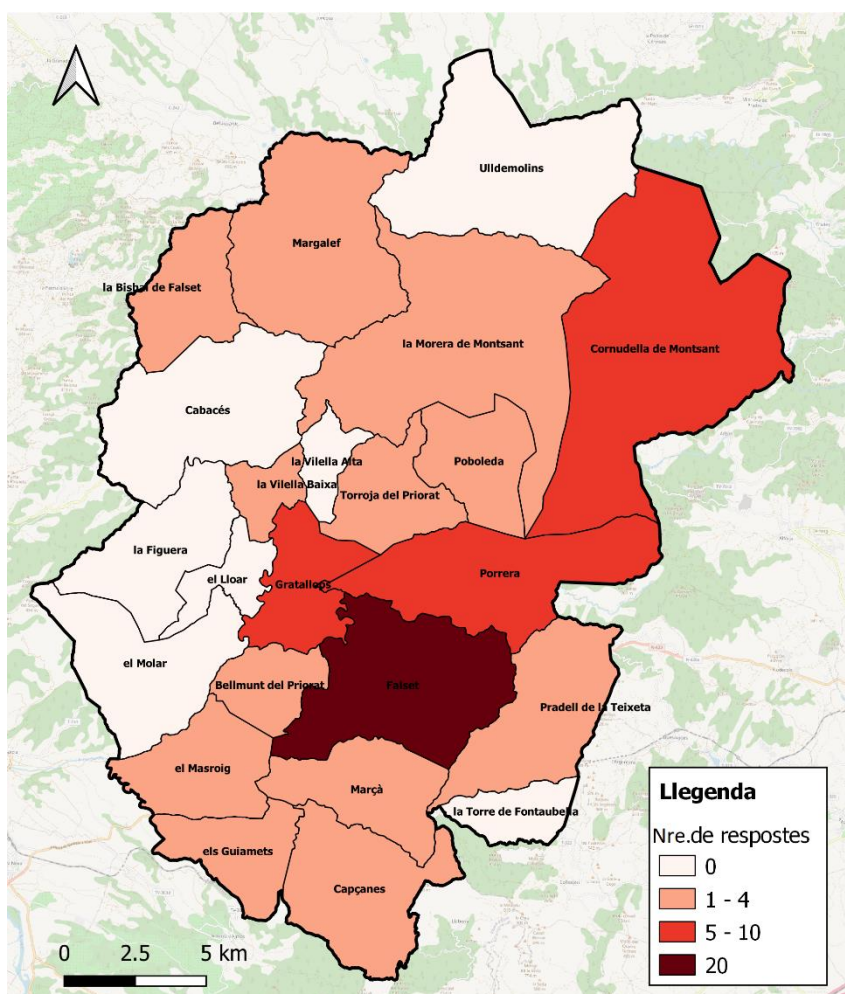 Ulldemolins
Margalef
la Bisbal de Falset
la Morera de Montsant
Cornudella de Montsant
Cabacés
la Vilella Alta
Poboleda
la Vilella Baixa
Torroja del Priorat
la Figuera
el Lloar
Gratallops
Porrera
el Molar
Bellmunt del Priorat
Falset
Pradell de la Teixeta
el Masroig
Marçà
la Torre de Fontaubella
els Guiamets
Capçanes
Llegenda
Nre.de respostes
0
1 - 4
5 - 10
20
0 2.5 5 km